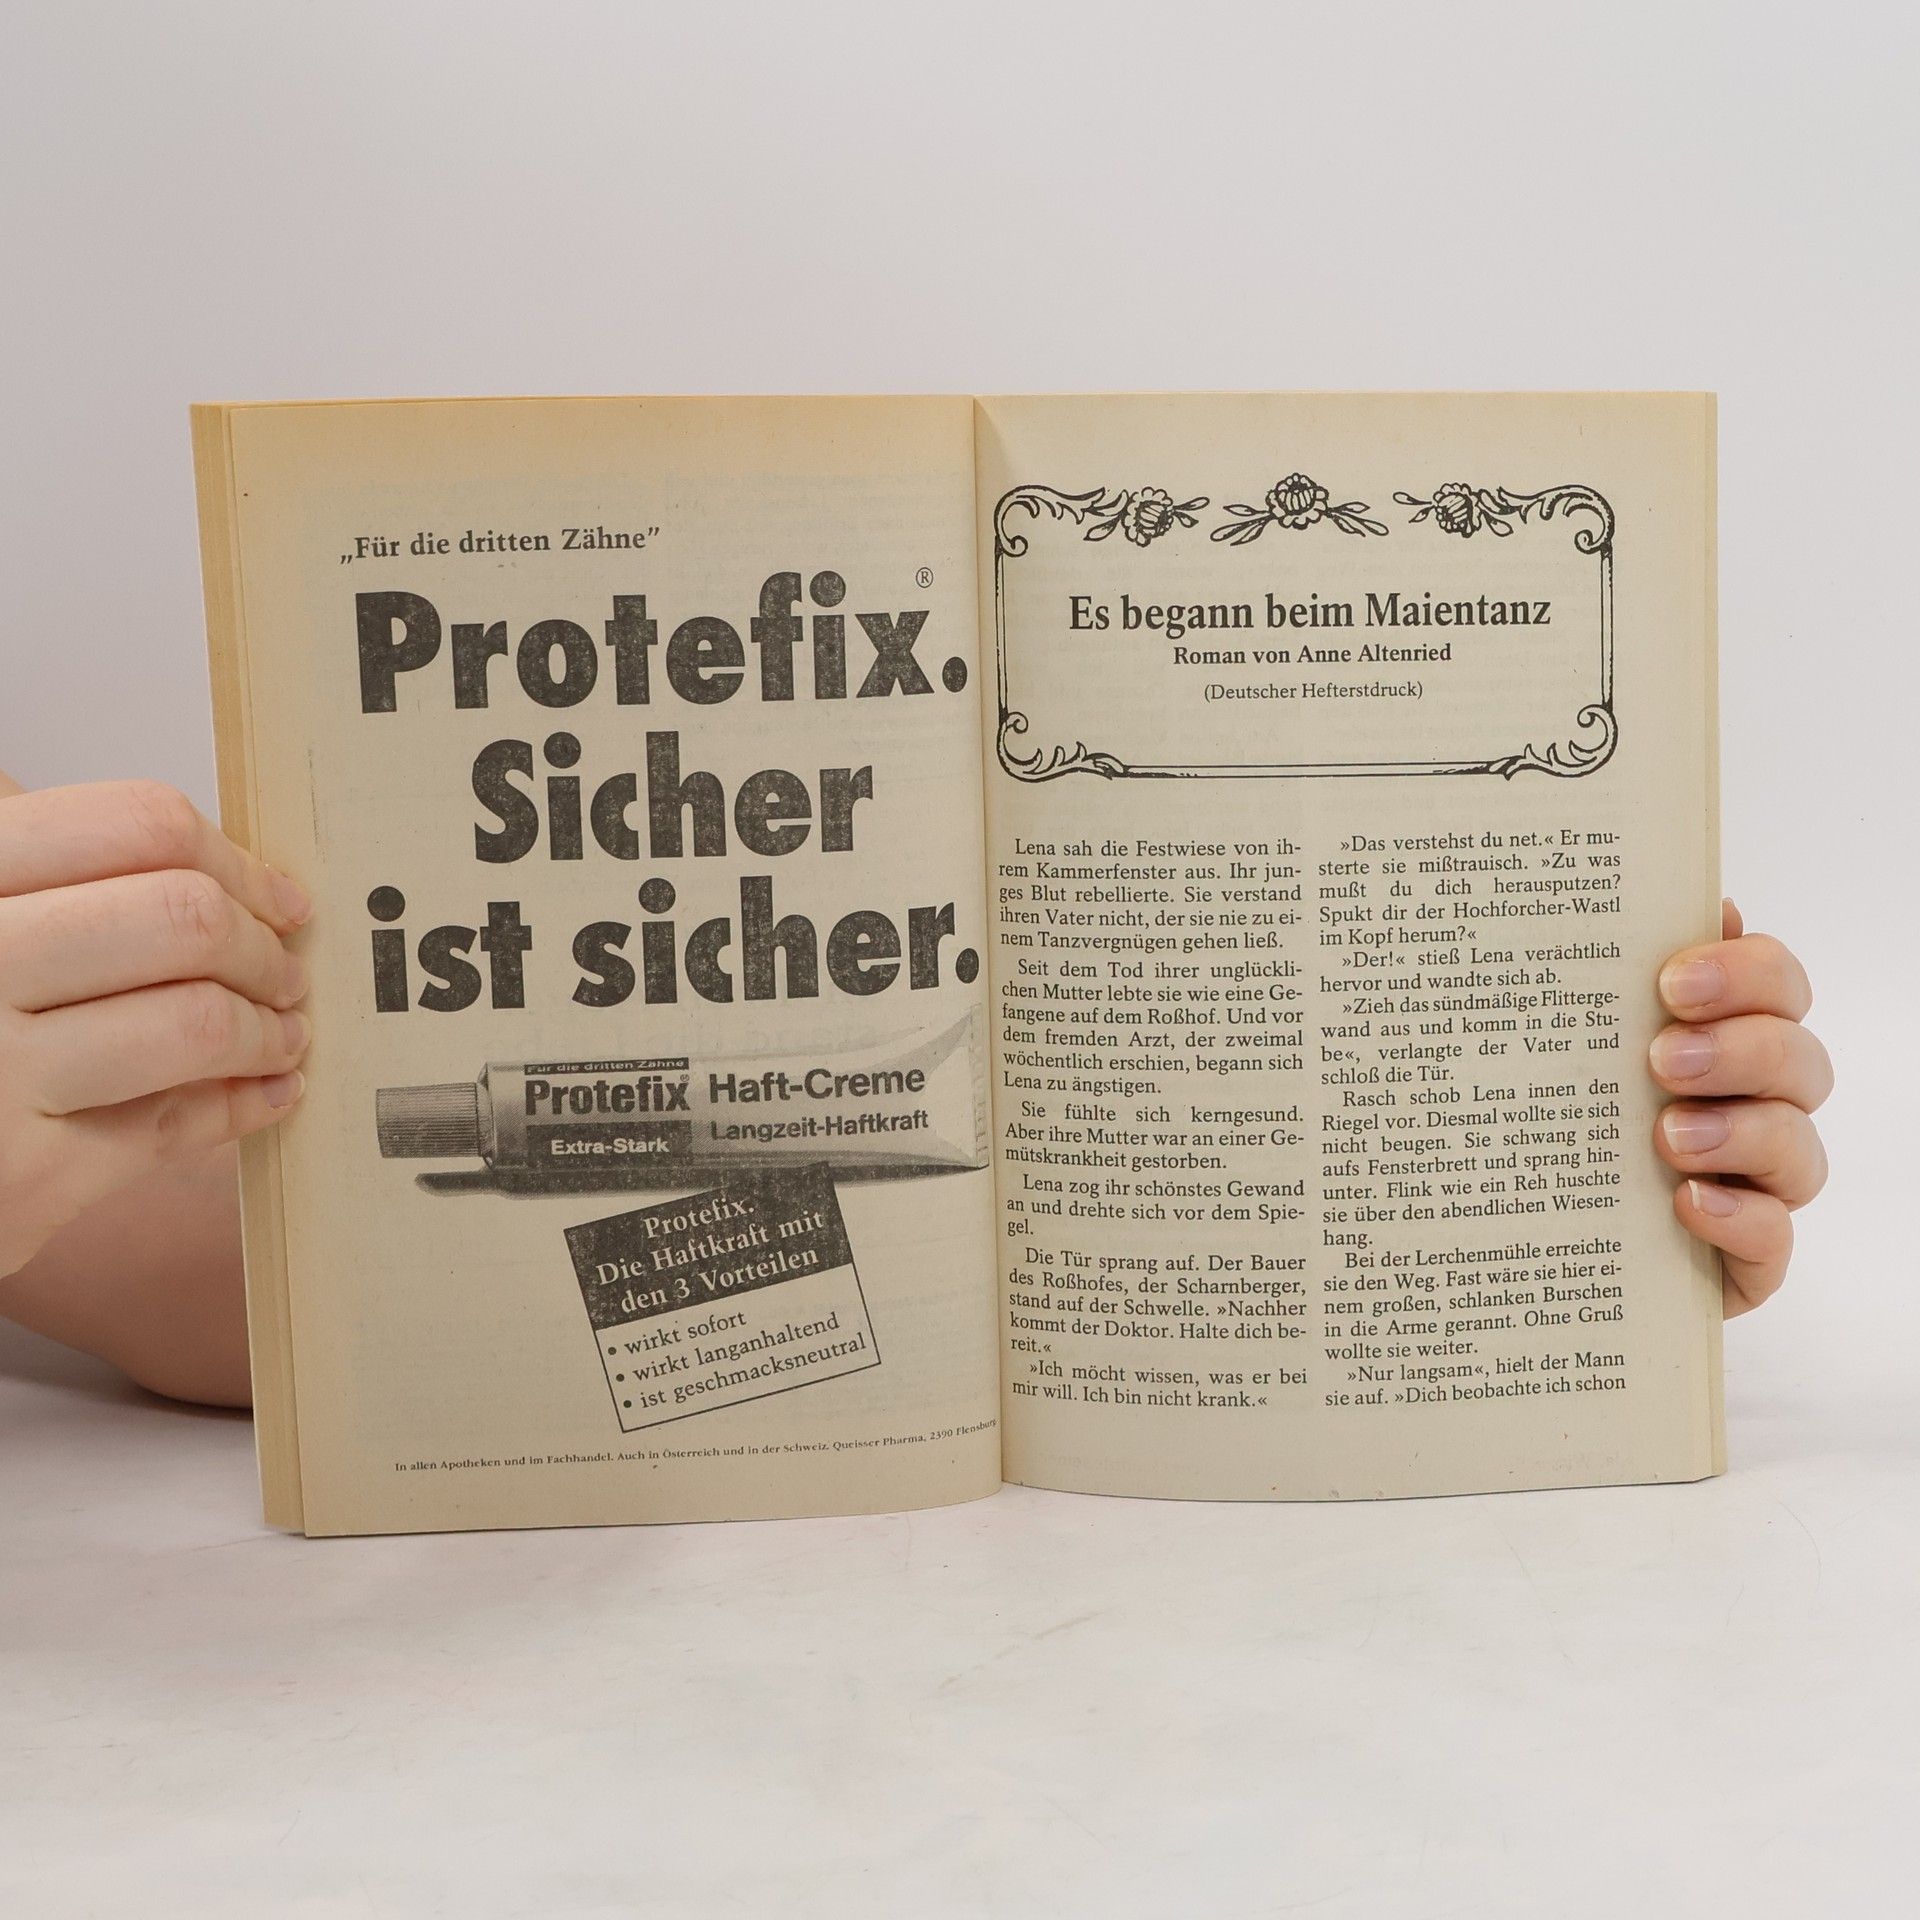 „Für die dritten Zähne”
Protefix.®
Sicher
ist sicher.
Für die dritten Zähne
Protefix® Haft-Creme
Extra-Stark Langzeit-Haftkraft
Protefix.
Die Haftkraft mit
den 3 Vorteilen
• wirkt sofort
• wirkt langanhaltend
• ist geschmacksneutral
In allen Apotheken und im Fachhandel. Auch in Österreich und in der Schweiz. Queisser Pharma, 2390 Flensburg
Es begann beim Maientanz
Roman von Anne Altenried
(Deutscher Hefterstdruck)
Lena sah die Festwiese von ih-
rem Kammerfenster aus. Ihr jun-
ges Blut rebellierte. Sie verstand
ihren Vater nicht, der sie nie zu ei-
nem Tanzvergnügen gehen ließ.
Seit dem Tod ihrer unglückli-
chen Mutter lebte sie wie eine Ge-
fangene auf dem Roßhof. Und vor
dem fremden Arzt, der zweimal
wöchentlich erschien, begann sich
Lena zu ängstigen.
Sie fühlte sich kerngesund.
Aber ihre Mutter war an einer Ge-
mütskrankheit gestorben.
Lena zog ihr schönstes Gewand
an und drehte sich vor dem Spie-
gel.
Die Tür sprang auf. Der Bauer
des Roßhofes, der Scharnberger,
stand auf der Schwelle. »Nachher
kommt der Doktor. Halte dich be-
reit.«
»Ich möcht wissen, was er bei
mir will. Ich bin nicht krank.«
»Das verstehst du net.« Er mu-
sterte sie mißtrauisch. »Zu was
mußt du dich herausputzen?
Spukt dir der Hochforcher-Wastl
im Kopf herum?«
»Der!« stieß Lena verächtlich
hervor und wandte sich ab.
»Zieh das sündmäßige Flitterge-
wand aus und komm in die Stu-
be«, verlangte der Vater und
schloß die Tür.
Rasch schob Lena innen den
Riegel vor. Diesmal wollte sie sich
nicht beugen. Sie schwang sich
aufs Fensterbrett und sprang hin-
unter. Flink wie ein Reh huschte
sie über den abendlichen Wiesen-
hang.
Bei der Lerchenmühle erreichte
sie den Weg. Fast wäre sie hier ei-
nem großen, schlanken Burschen
in die Arme gerannt. Ohne Gruß
wollte sie weiter.
»Nur langsam«, hielt der Mann
sie auf. »Dich beobachte ich schon